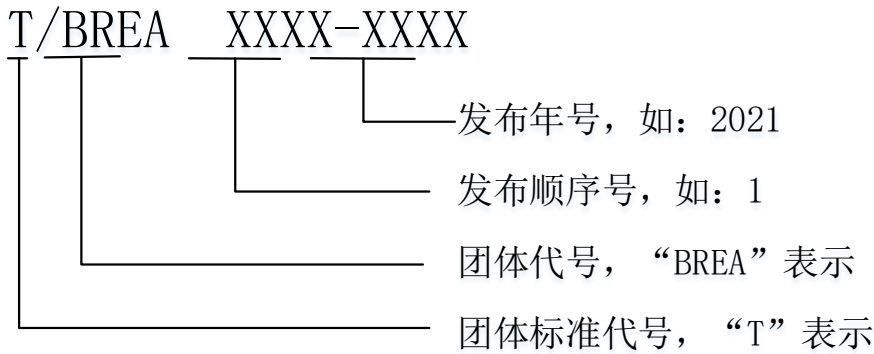 T/BREA XXXX-XXXX
发布年号，如：2021
发布顺序号，如：1
团体代号，“BREA”表示
团体标准代号，“T”表示